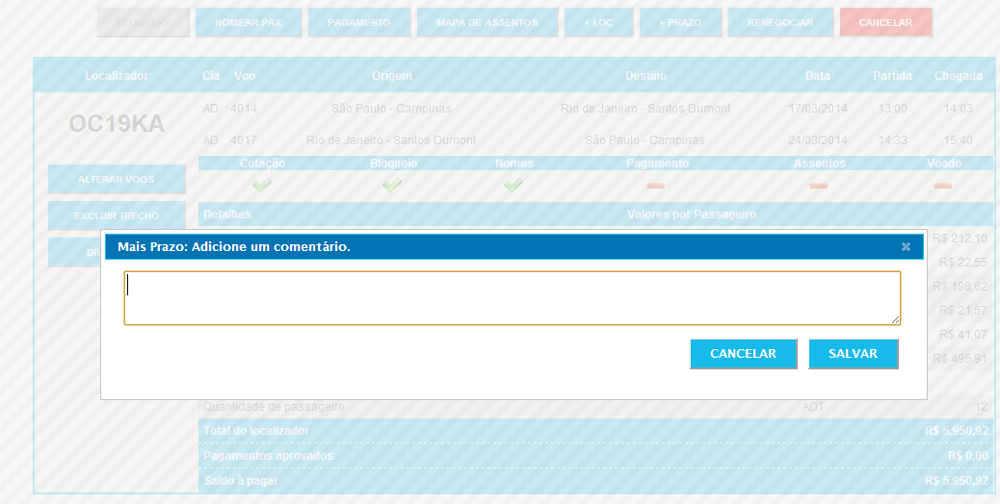 BLOQUEIO NOMEAR PAX PAGAMENTO MAPA DE ASSENTOS + LOC + PRAZO RENEGOCIAR CANCELAR
Localizador Cia Voo Origem Destino Data Partida Chegada
OC19KA
AD 4014 São Paulo - Campinas Rio de Janeiro - Santos Dumont 17/03/2014 13:00 14:03
AD 4017 Rio de Janeiro - Santos Dumont São Paulo - Campinas 24/03/2014 14:33 15:40
Cotação Bloqueio Nomes Pagamento Assentos Voado
ALTERAR VOOS
EXCLUIR TRECHO
Detalhes Valores por Passageiro
Mais Prazo: Adicione um comentário.
R$ 212,10
R$ 22,55
R$ 198,62
R$ 21,57
R$ 41,07
R$ 495,91
CANCELAR SALVAR
Quantidade de passageiro ADT 12
Total do localizador R$ 5.950,92
Pagamentos aprovados R$ 0,00
Saldo à pagar R$ 5.950,92